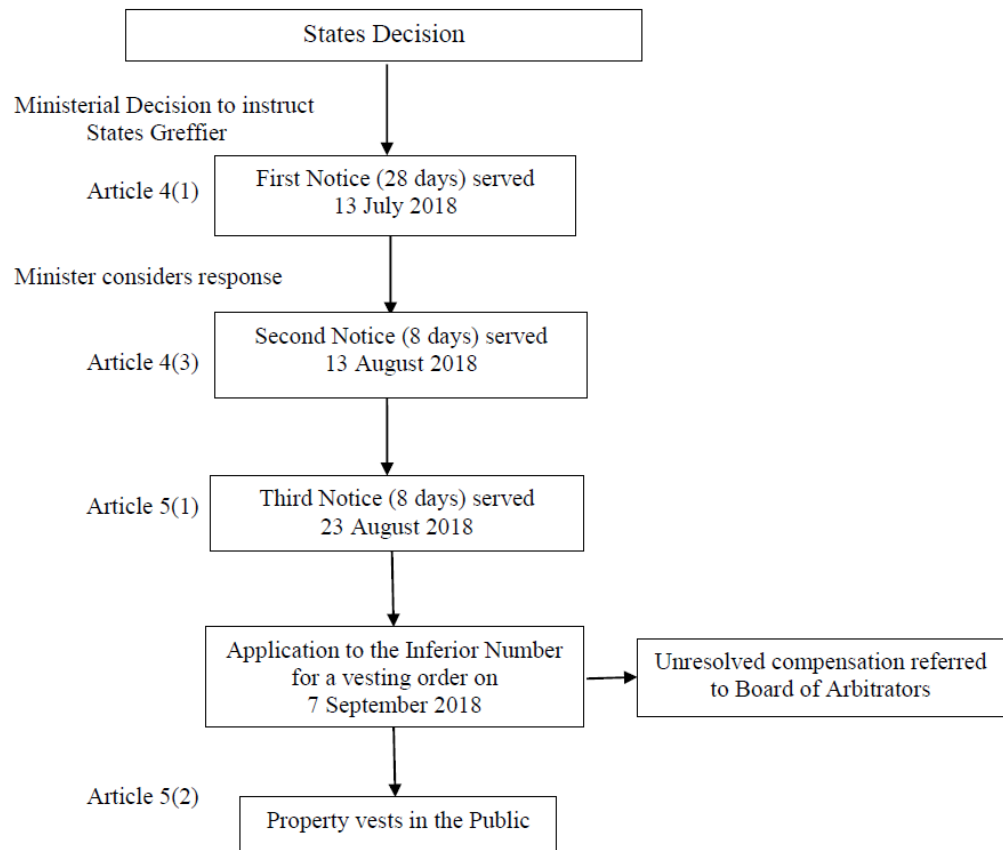 States Decision
Ministerial Decision to instruct
States Greffier
Article 4(1)
First Notice (28 days) served
13 July 2018
Minister considers response
Article 4(3)
Second Notice (8 days) served
13 August 2018
Article 5(1)
Third Notice (8 days) served
23 August 2018
Application to the Inferior Number
for a vesting order on
7 September 2018
Unresolved compensation referred
to Board of Arbitrators
Article 5(2)
Property vests in the Public